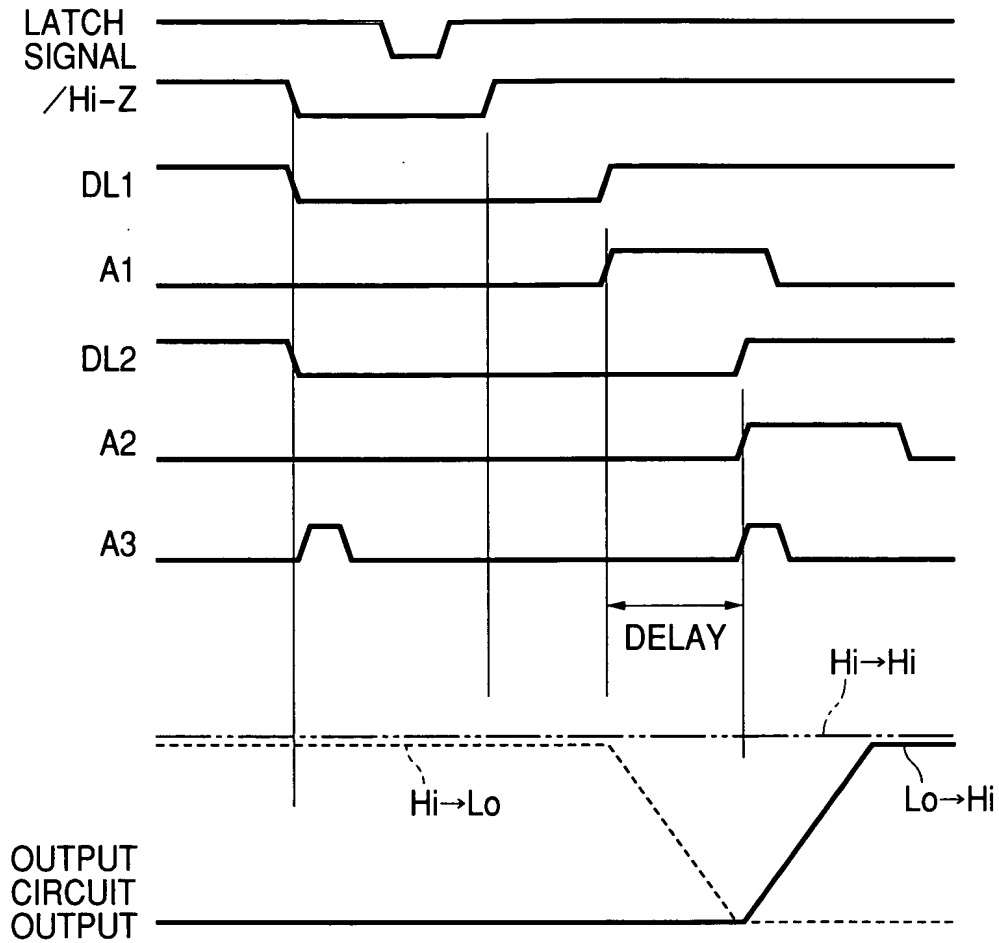 LATCH
SIGNAL
/Hi-Z
DL1
A1
DL2
A2
A3
DELAY
Hi→Hi
Hi→Lo
Lo→Hi
OUTPUT
CIRCUIT
OUTPUT